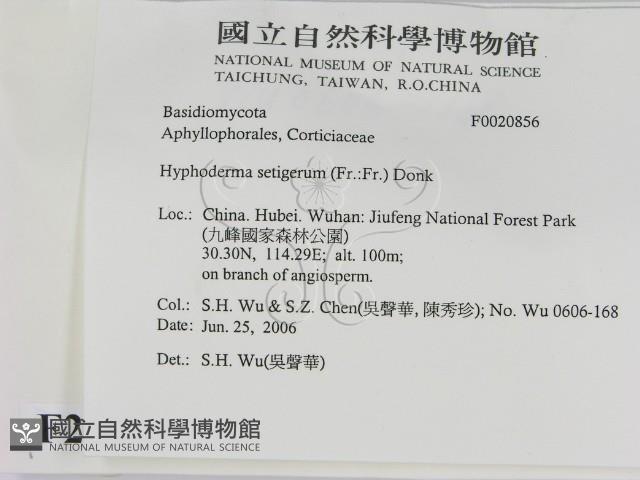 國立自然科學博物館
NATIONAL MUSEUM OF NATURAL SCIENCE
TAICHUNG, TAIWAN, R.O.CHINA
Basidiomycota F0020856
Aphyllophorales, Corticiaceae
Hyphoderma setigerum (Fr.:Fr.) Donk
Loc.: China. Hubei. Wuhan: Jiufeng National Forest Park
(九峰國家森林公園)
30.30N, 114.29E; alt. 100m;
on branch of angiosperm.
Col.: S.H. Wu & S.Z. Chen(吳聲華, 陳秀珍); No. Wu 0606-168
Date: Jun. 25, 2006
Det.: S.H. Wu(吳聲華)
F2
國立自然科學博物館
NATIONAL MUSEUM OF NATURAL SCIENCE